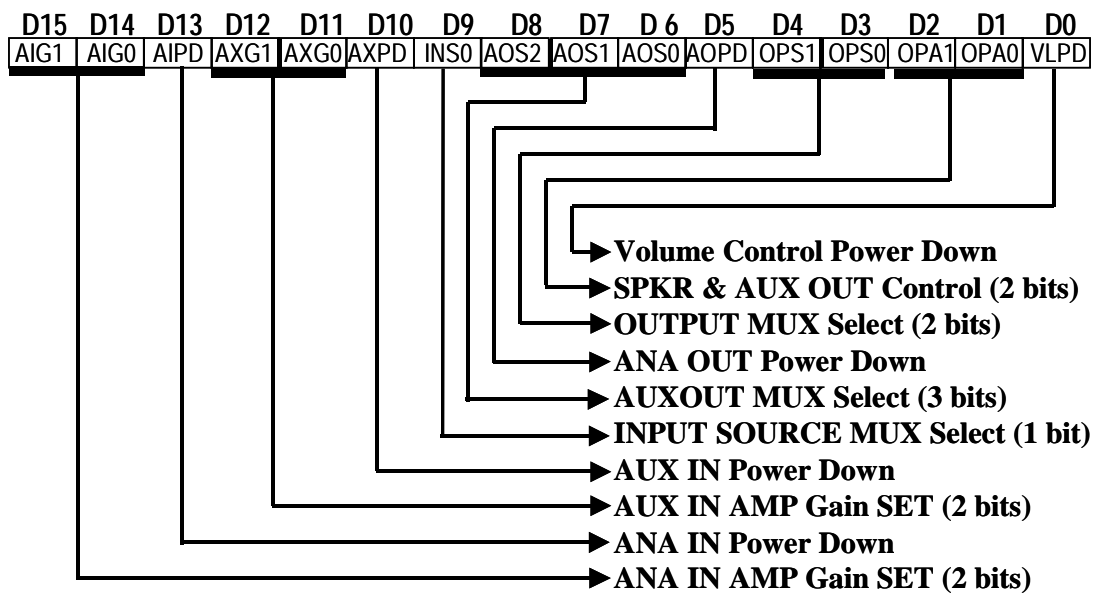 D15 D14 D13 D12 D11 D10 D9 D8 D7 D 6 D5 D4 D3 D2 D1 D0
AIG1 AIG0 AIPD AXG1 AXG0 AXPD INS0 AOS2 AOS1 AOS0 AOPD OPS1 OPS0 OPA1 OPA0 VLPD
Volume Control Power Down
SPKR & AUX OUT Control (2 bits)
OUTPUT MUX Select (2 bits)
ANA OUT Power Down
AUXOUT MUX Select (3 bits)
INPUT SOURCE MUX Select (1 bit)
AUX IN Power Down
AUX IN AMP Gain SET (2 bits)
ANA IN Power Down
ANA IN AMP Gain SET (2 bits)